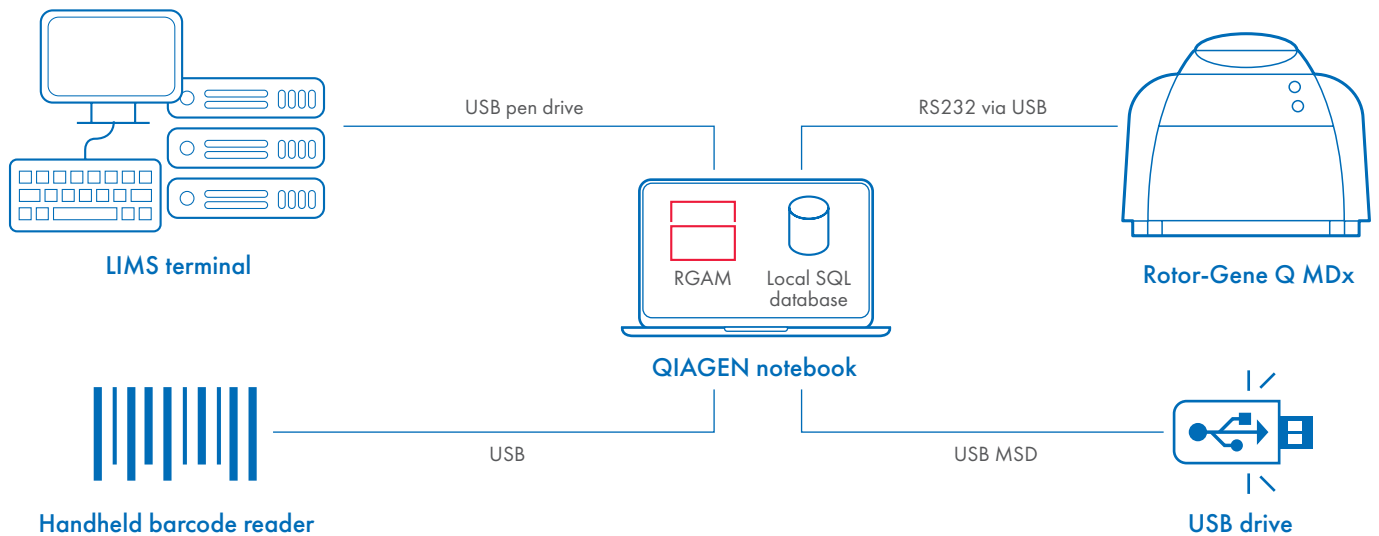 USB pen drive
RS232 via USB
LIMS terminal
RGAM
Local SQL
database
Rotor-Gene Q MDx
QIAGEN notebook
USB
USB MSD
Handheld barcode reader
USB drive